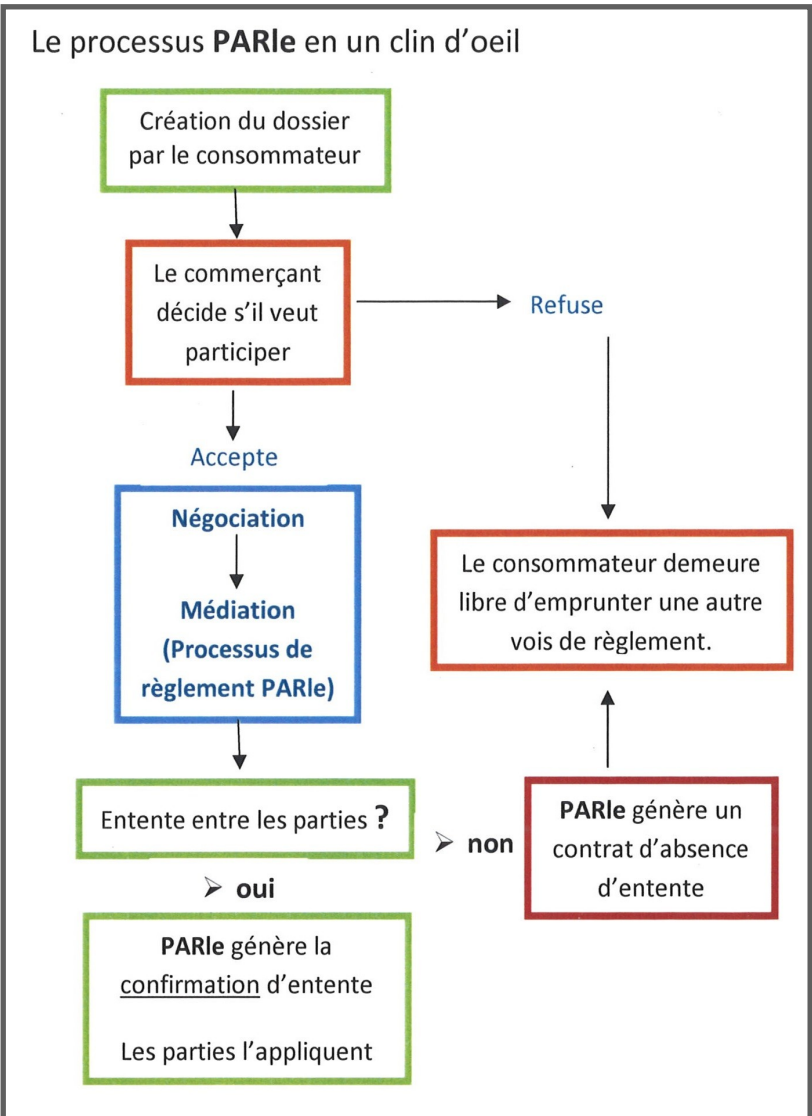 Le processus PARle en un clin d'oeil
Création du dossier
par le consommateur
Le commerçant
décide s'il veut
participer
Refuse
Accepte
Négociation
Médiation
(Processus de
règlement PARle)
Le consommateur demeure
libre d'emprunter une autre
vois de règlement.
Entente entre les parties ?
➢ non
PARle génère un
contrat d'absence
d'entente
➢ oui
PARle génère la
confirmation d'entente
Les parties l'appliquent